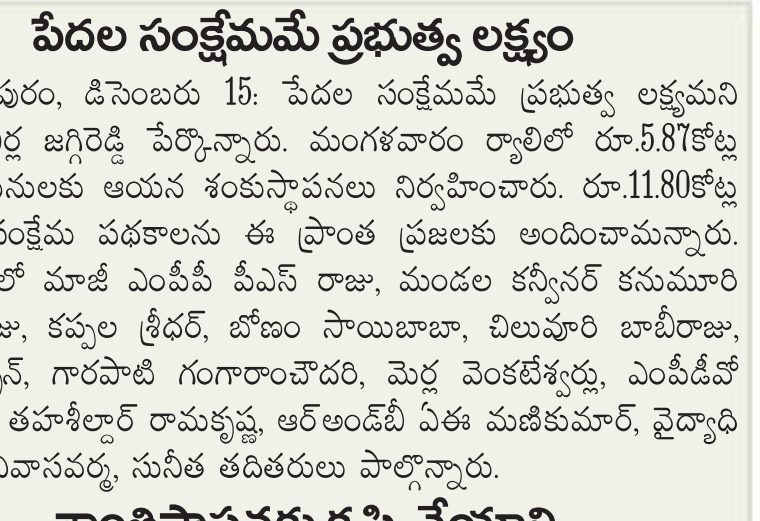 పేదల సంక్షేమమే ప్రభుత్వ లక్ష్యం
పురం, డిసెంబరు 15: పేదల సంక్షేమమే ప్రభుత్వ లక్ష్యమని
ర్ల జగ్గిరెడ్డి పేర్కొన్నారు. మంగళవారం ర్యాలిలో రూ.5.87కోట్ల
నులకు ఆయన శంకుస్థాపనలు నిర్వహించారు. రూ.11.80కోట్ల
సంక్షేమ పథకాలను ఈ ప్రాంత ప్రజలకు అందించామన్నారు.
లో మాజీ ఎంపీపీ పీఎస్ రాజు, మండల కన్వీనర్ కనుమూరి
జు, కప్పల శ్రీధర్, బోణం సాయిబాబా, చిలువూరి బాబీరాజు,
న్, గారపాటి గంగారాంచౌదరి, మెర్ల వెంకటేశ్వర్లు, ఎంపీడీవో
తహశీల్దార్ రామకృష్ణ, ఆర్అండ్‌బీ ఏఈ మణికుమార్, వైద్యాధి
నివాసవర్మ, సునీత తదితరులు పాల్గొన్నారు.